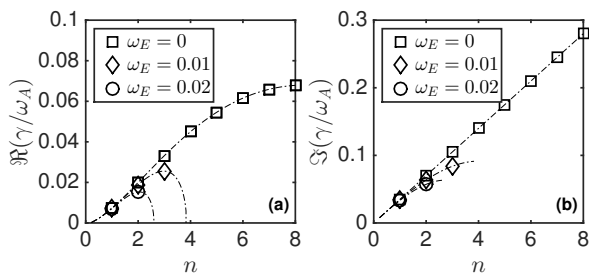 ℜ(γ/ω_A)
0.1
0.08
0.06
0.04
0.02
0
0 2 4 6 8
n
ω_E = 0
ω_E = 0.01
ω_E = 0.02
(a)
ℑ(γ/ω_A)
0.3
0.2
0.1
0
0 2 4 6 8
n
ω_E = 0
ω_E = 0.01
ω_E = 0.02
(b)